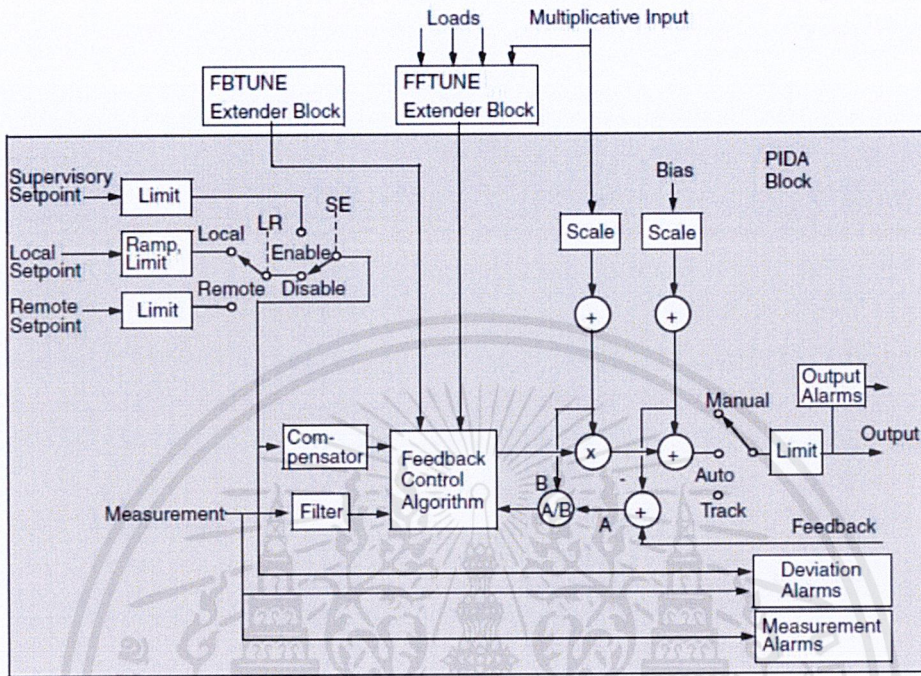 Loads
Multiplicative Input
FBTUNE
Extender Block
FFTUNE
Extender Block
PIDA
Block
Supervisory
Setpoint
Limit
Bias
SE
LR
Local
Enable
Scale
Scale
Local
Setpoint
Ramp,
Limit
Remote
Disable
Remote
Setpoint
Limit
+
+
Output
Alarms
Manual
Output
Com-
pensator
Feedback
Control
Algorithm
x
+
Limit
-
Auto
B
A/B
A
+
Track
Measurement
Filter
Feedback
Deviation
Alarms
Measurement
Alarms